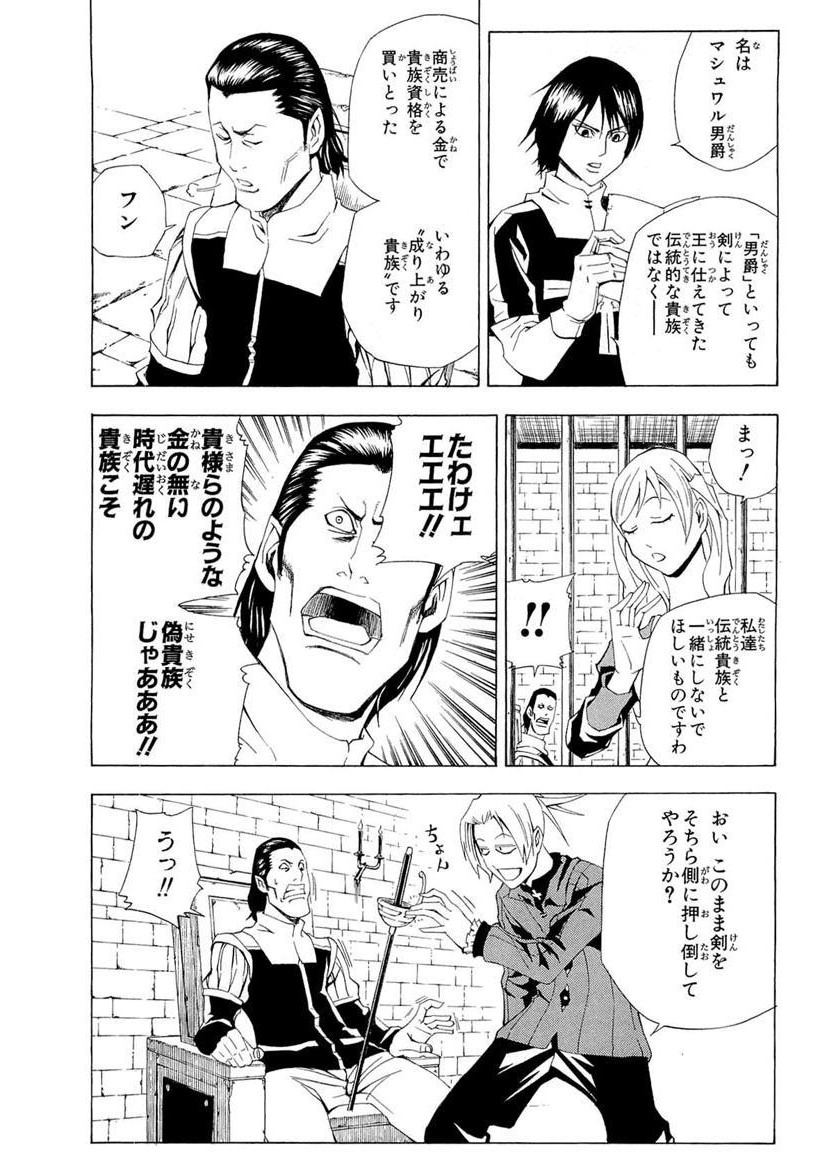 名は
マシュワル男爵
「男爵」といっても
剣によって
王に仕えてきた
伝統的な貴族
ではなく──
商売による金で
貴族資格を
買いとった
いわゆる
〝成り上がり
貴族〟です
フン
まっ！
私達
伝統貴族と
一緒にしないで
ほしいものですわ
!!
たわけェ
エエエ!!
貴様らのような
金の無い
時代遅れの
貴族こそ
偽貴族
じゃあああ!!
おい このまま剣を
そちら側に押し倒して
やろうか？
ちょん
うっ!!